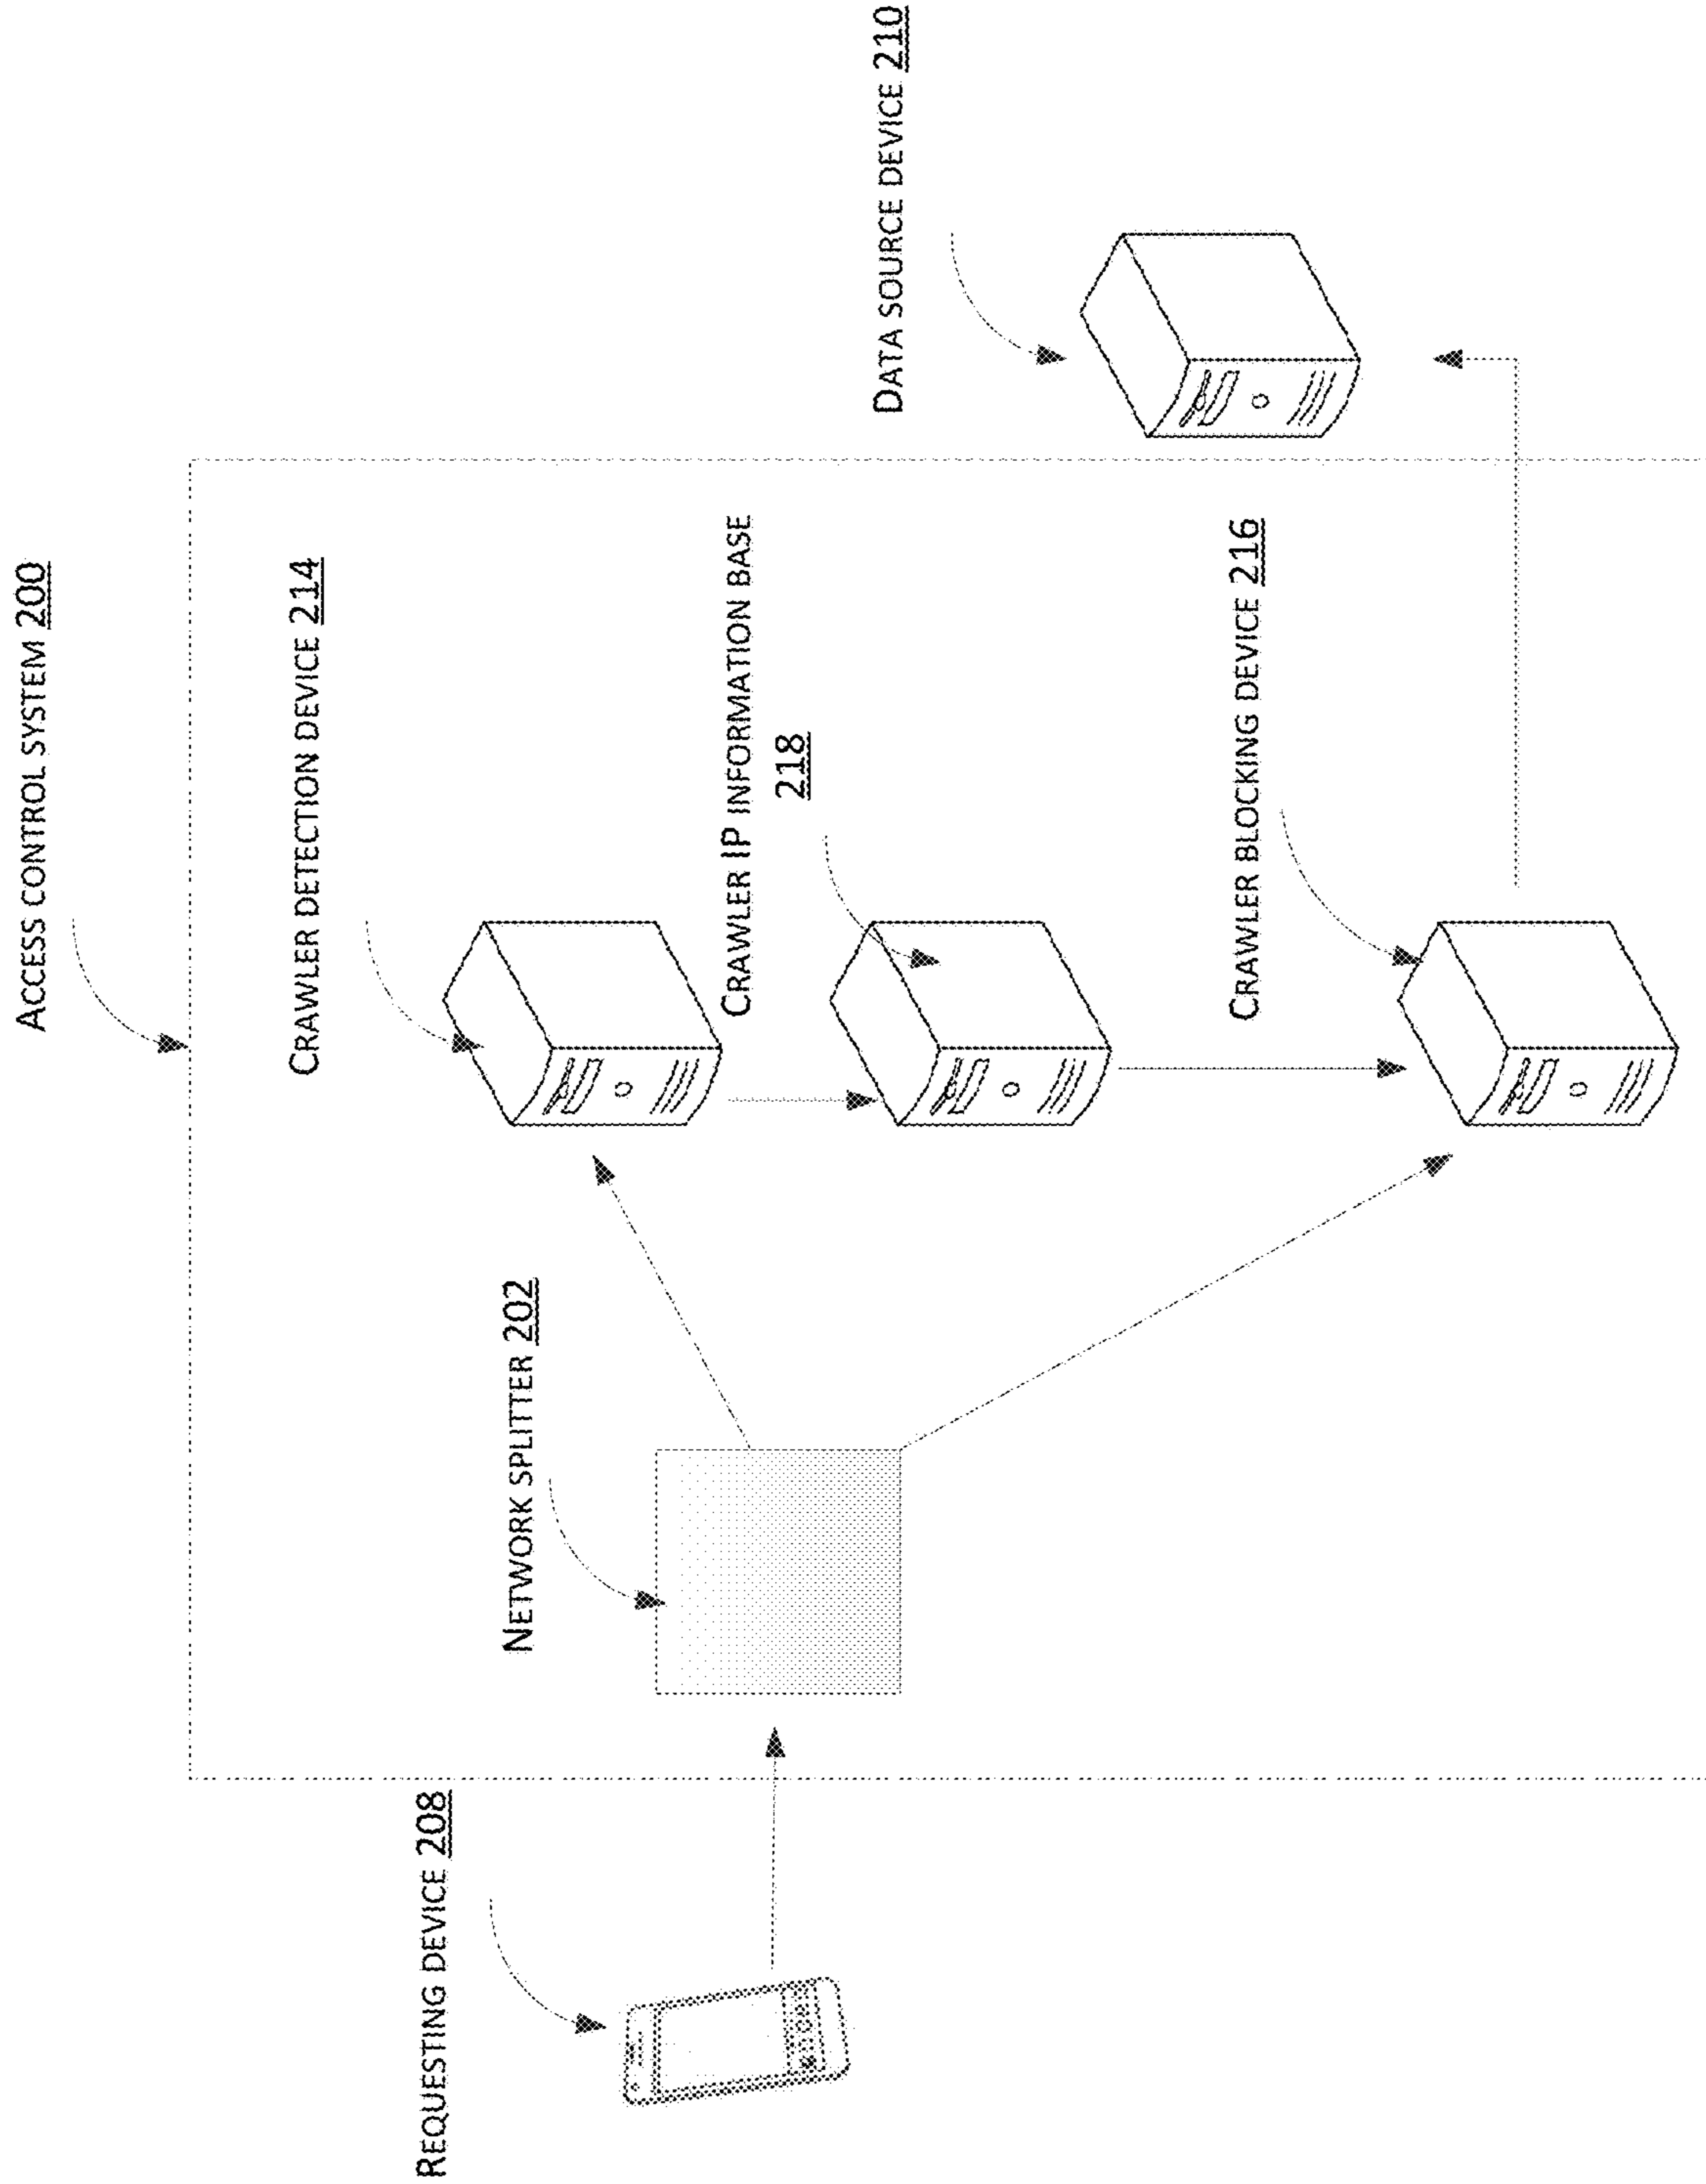 ACCESS CONTROL SYSTEM 200
CRAWLER DETECTION DEVICE 214
REQUESTING DEVICE 208
NETWORK SPLITTER 202
CRAWLER IP INFORMATION BASE
218
DATA SOURCE DEVICE 210
CRAWLER BLOCKING DEVICE 216